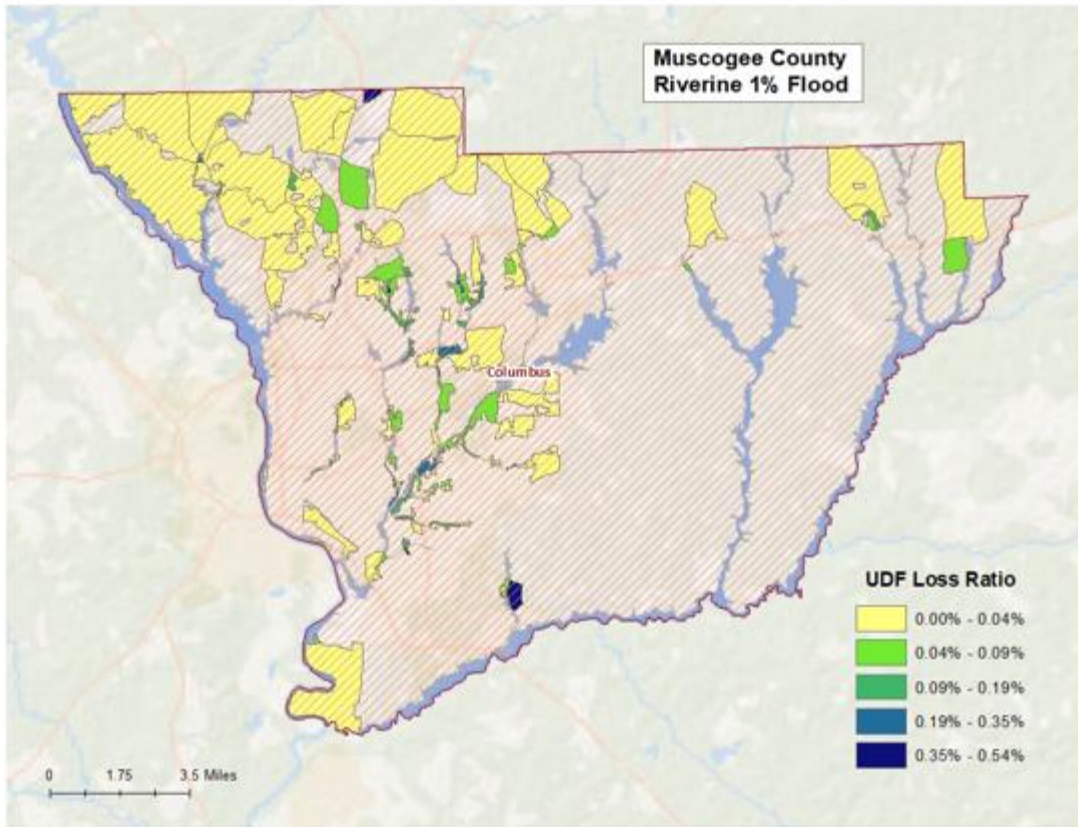 Muscogee County
Riverine 1% Flood
Columbus
UDF Loss Ratio
0.00% - 0.04%
0.04% - 0.09%
0.09% - 0.19%
0.19% - 0.35%
0.35% - 0.54%
0 1.75 3.5 Miles